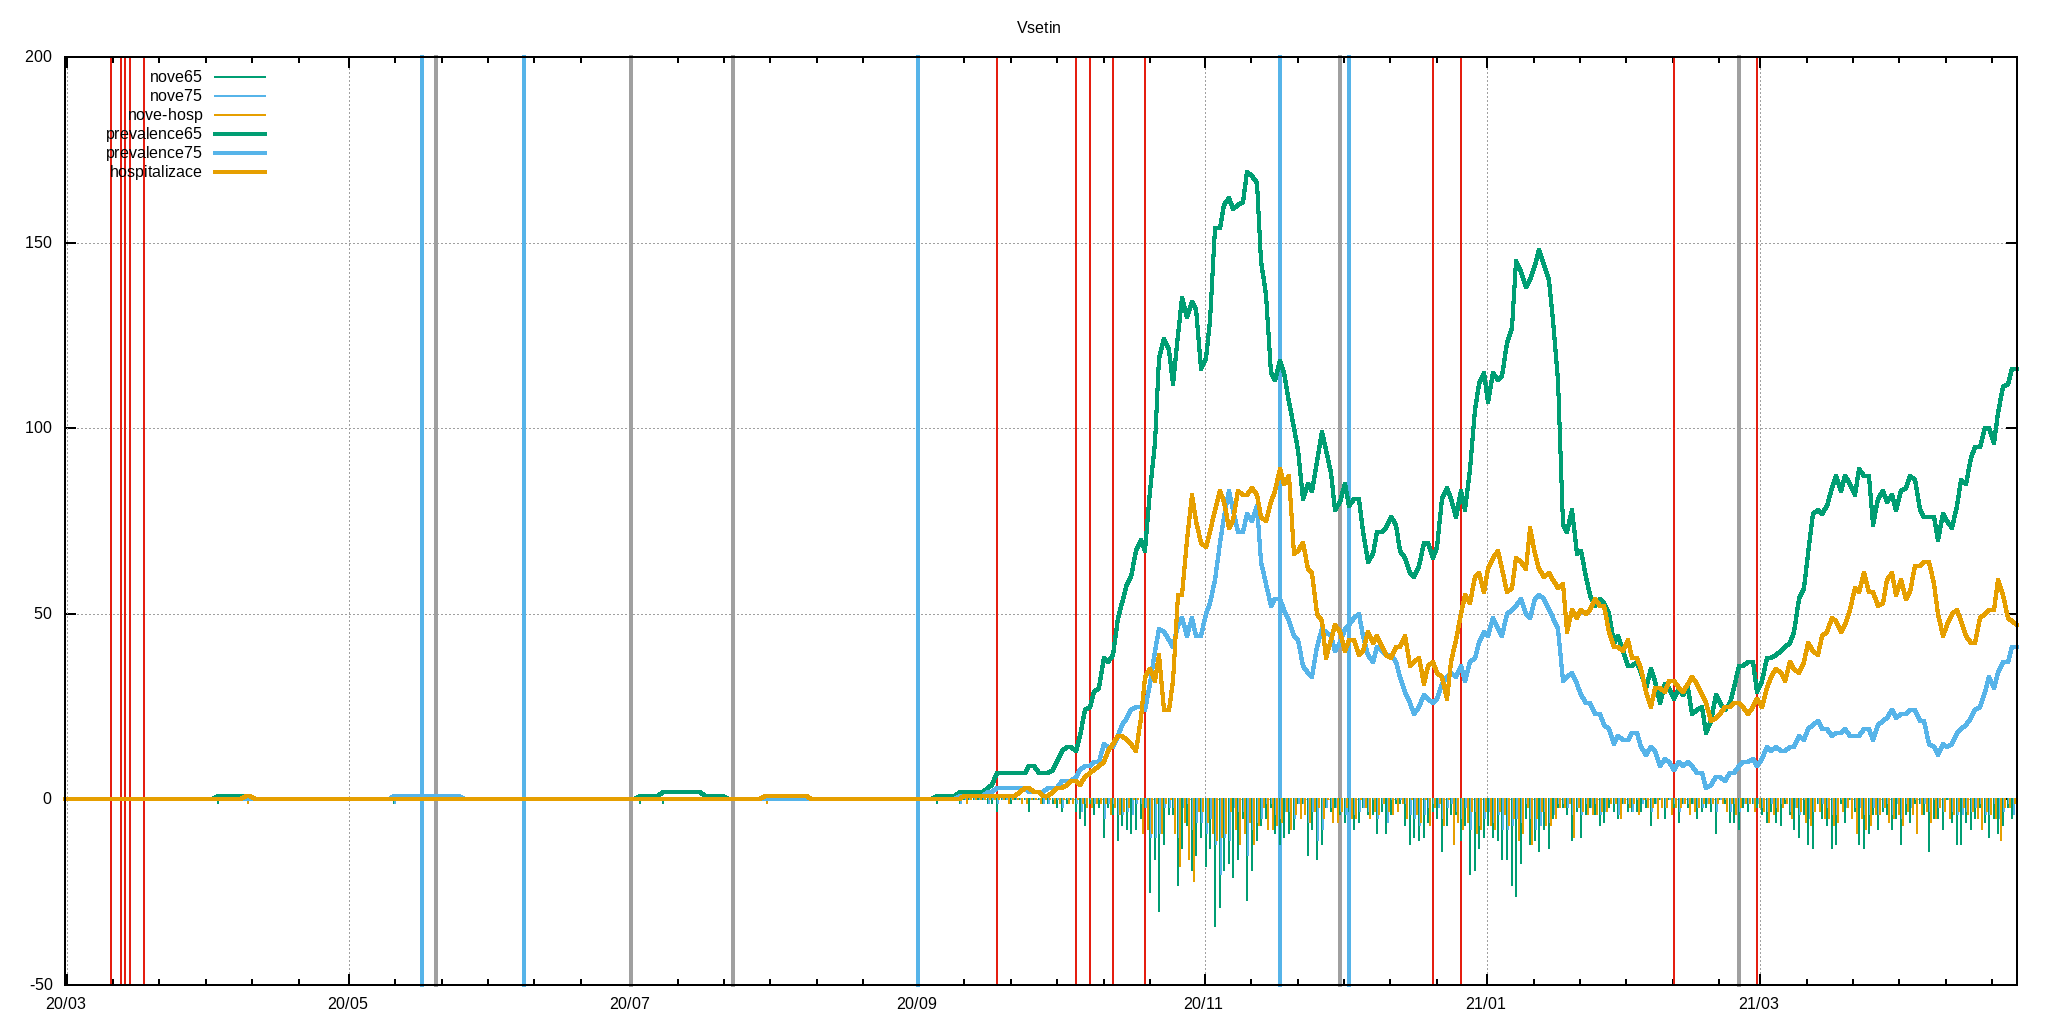 Vsetin
200
nove65
nove75
nove-hosp
prevalence65
prevalence75
hospitalizace
150
100
50
0
-50
20/03 20/05 20/07 20/09 20/11 21/01 21/03